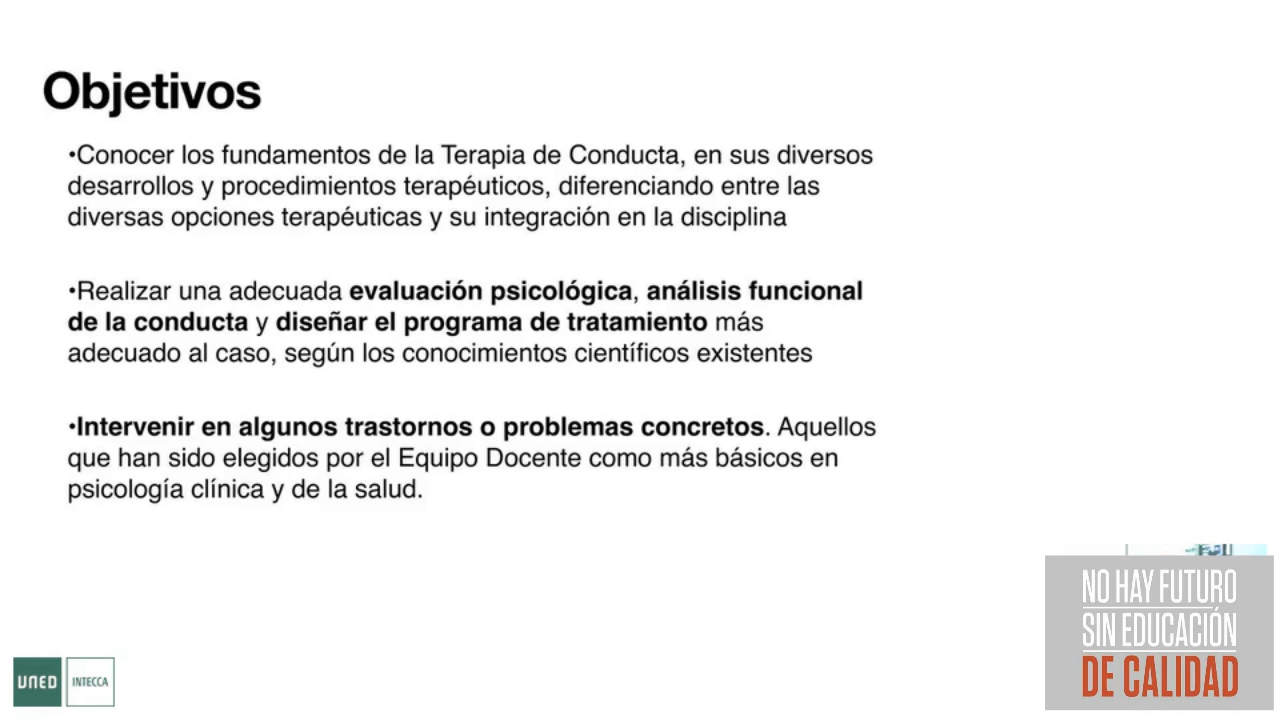 Objetivos
•Conocer los fundamentos de la Terapia de Conducta, en sus diversos
desarrollos y procedimientos terapéuticos, diferenciando entre las
diversas opciones terapéuticas y su integración en la disciplina
•Realizar una adecuada evaluación psicológica, análisis funcional
de la conducta y diseñar el programa de tratamiento más
adecuado al caso, según los conocimientos científicos existentes
•Intervenir en algunos trastornos o problemas concretos. Aquellos
que han sido elegidos por el Equipo Docente como más básicos en
psicología clínica y de la salud.
NO HAY FUTURO
SIN EDUCACIÓN
DE CALIDAD
UNED INTECCA